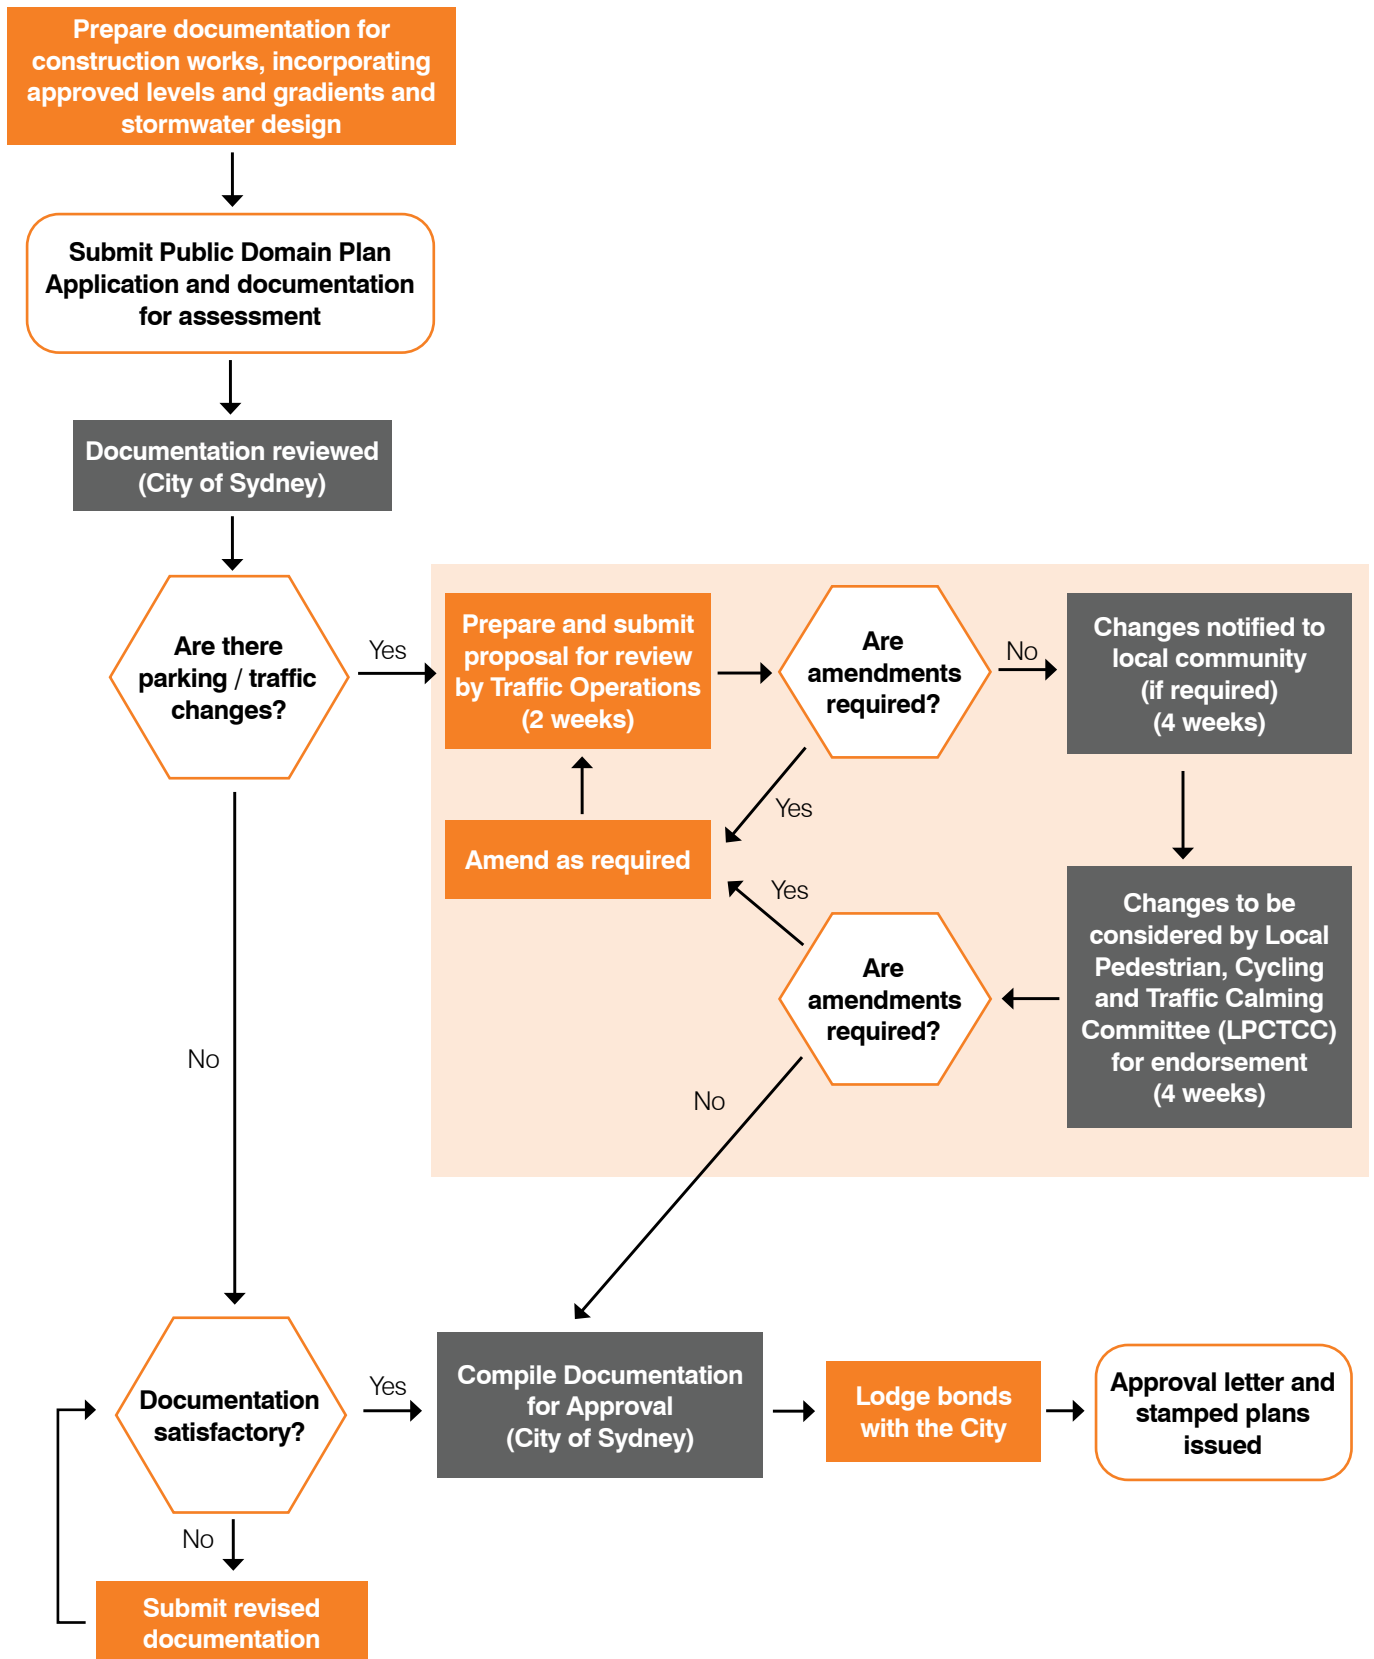 Prepare documentation for
construction works, incorporating
approved levels and gradients and
stormwater design
Submit Public Domain Plan
Application and documentation
for assessment
Documentation reviewed
(City of Sydney)
Are there
parking / traffic
changes?
Yes
Prepare and submit
proposal for review
by Traffic Operations
(2 weeks)
Are
amendments
required?
No
Changes notified to
local community
(if required)
(4 weeks)
Yes
Amend as required
Yes
Are
amendments
required?
Changes to be
considered by Local
Pedestrian, Cycling
and Traffic Calming
Committee (LPCTCC)
for endorsement
(4 weeks)
No
No
Documentation
satisfactory?
Yes
Compile Documentation
for Approval
(City of Sydney)
Lodge bonds
with the City
Approval letter and
stamped plans
issued
No
Submit revised
documentation